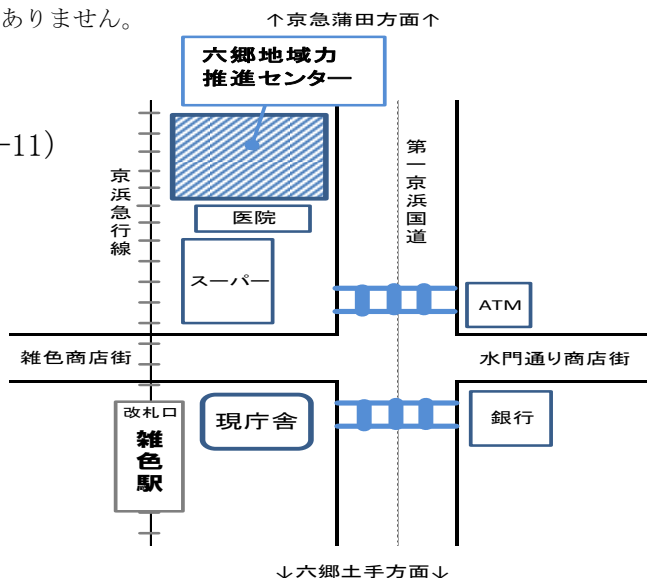 ありません。
↑京急蒲田方面↑
六郷地域力
推進センター
-11)
京浜急行線
第一京浜国道
医院
スーパー
ATM
雑色商店街
水門通り商店街
改札口
雑色駅
現庁舎
銀行
↓六郷土手方面↓